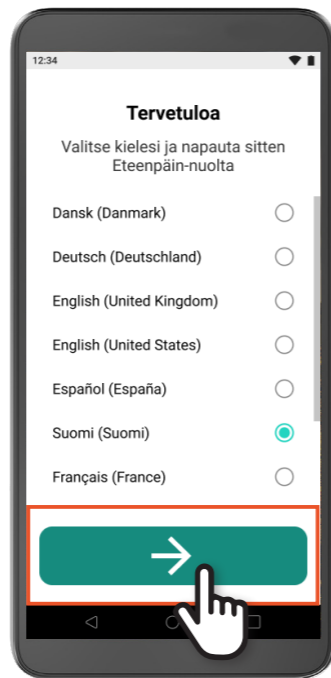 12:34
Tervetuloa
Valitse kielesi ja napauta sitten
Eteenpäin-nuolta
Dansk (Danmark)
Deutsch (Deutschland)
English (United Kingdom)
English (United States)
Español (España)
Suomi (Suomi)
Français (France)